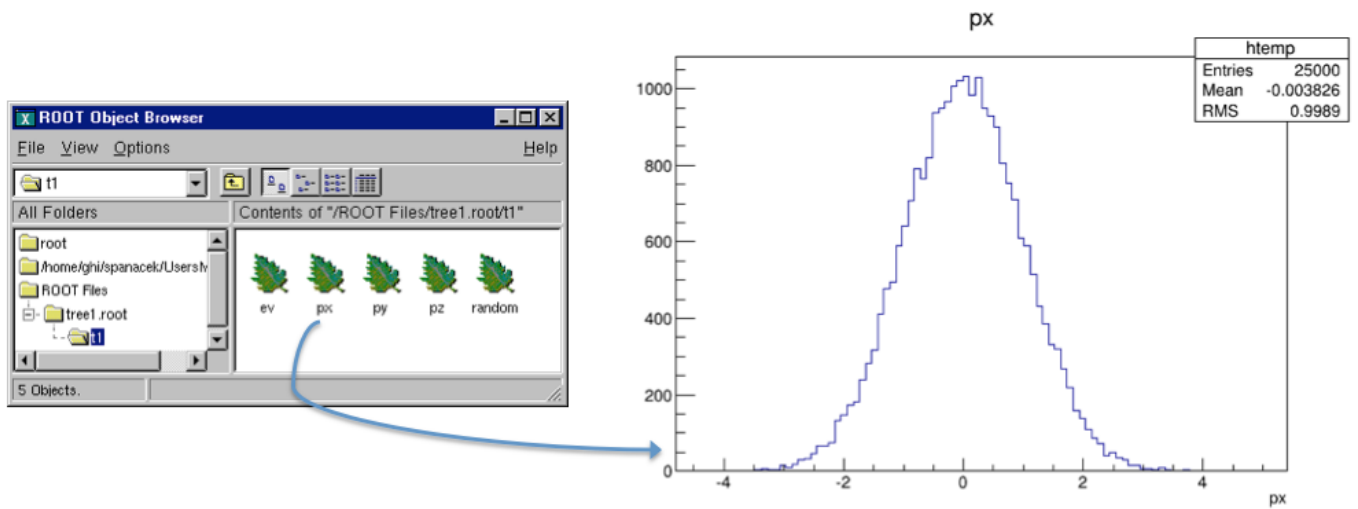 ROOT Object Browser
File View Options Help
t1
All Folders Contents of "/ROOT Files/tree1.root/t1"
root
/home/ghi/spanacek/Users
ROOT Files
tree1.root
t1
ev px py pz random
5 Objects.
px
htemp
Entries 25000
Mean -0.003826
RMS 0.9989
1000
800
600
400
200
0
-4 -2 0 2 4
px